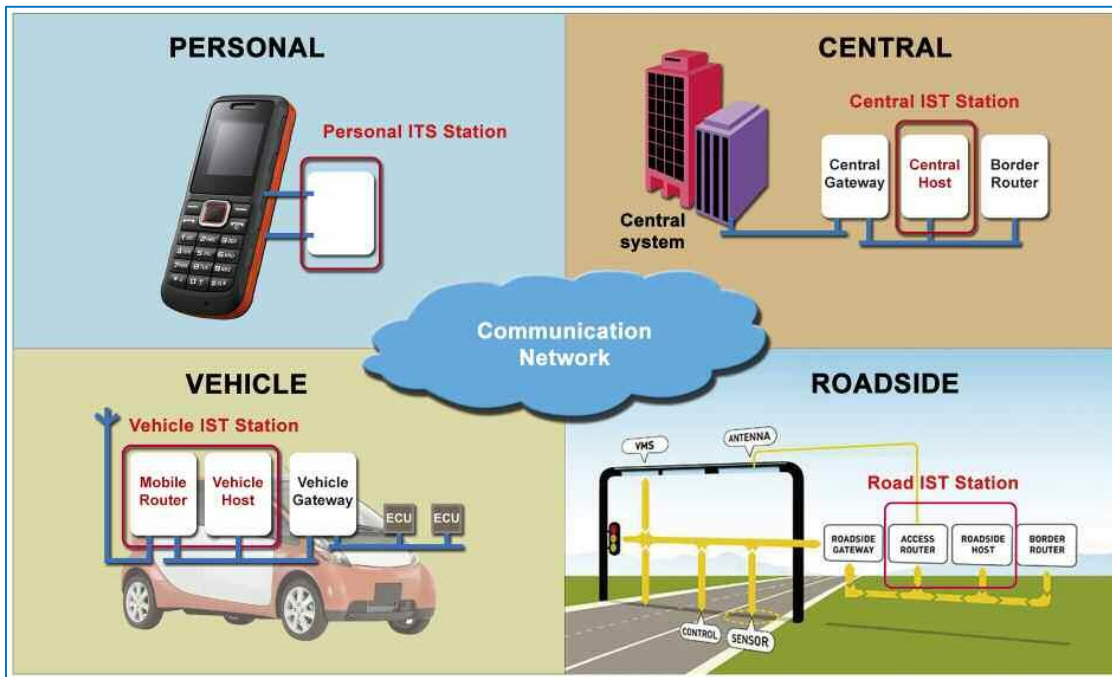 PERSONAL
Personal ITS Station
CENTRAL
Central IST Station
Central
Gateway
Central
Host
Border
Router
Central
system
Communication
Network
VEHICLE
Vehicle IST Station
Mobile
Router
Vehicle
Host
Vehicle
Gateway
ECU
ECU
ROADSIDE
VMS
ANTENNA
Road IST Station
ROADSIDE
GATEWAY
ACCESS
ROUTER
ROADSIDE
HOST
BORDER
ROUTER
CONTROL
SENSOR